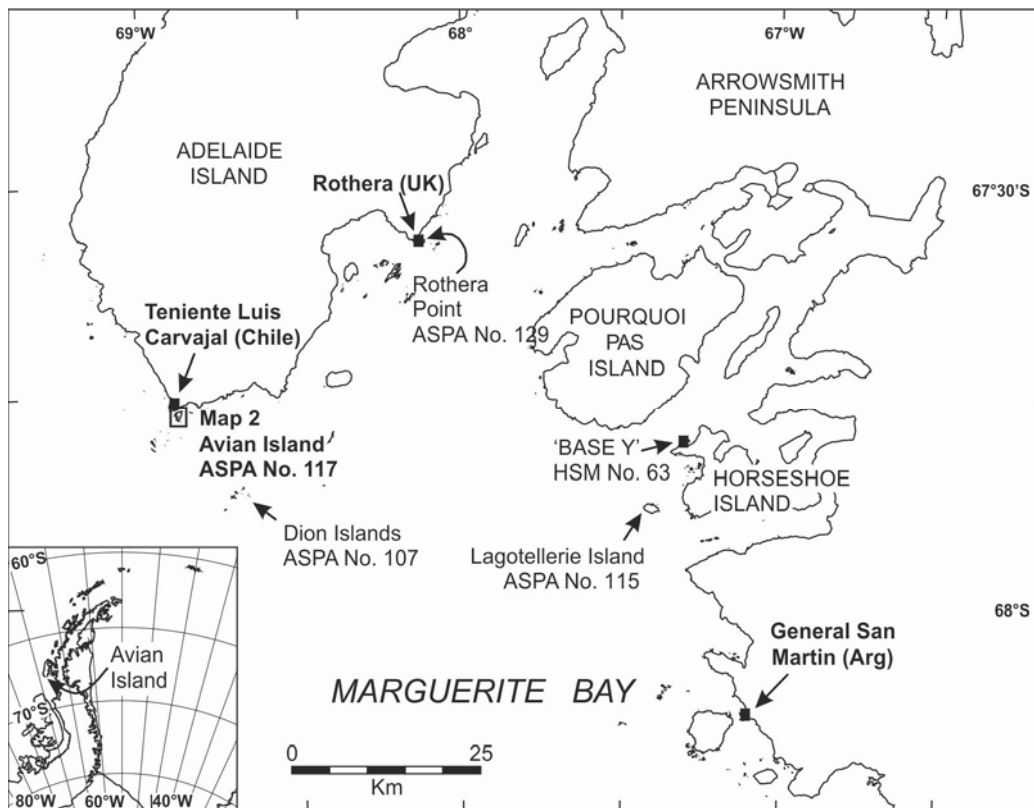 69°W
68°
67°W
ARROWSMITH
PENINSULA
ADELAIDE
ISLAND
Rothera (UK)
67°30'S
Rothera
Point
ASPA No. 129
Teniente Luis
Carvajal (Chile)
POURQUOI
PAS
ISLAND
Map 2
Avian Island
ASPA No. 117
'BASE Y'
HSM No. 63
HORSESHOE
ISLAND
Dion Islands
ASPA No. 107
Lagotellerie Island
ASPA No. 115
60°S
68°S
General San
Martin (Arg)
Avian
Island
MARGUERITE BAY
70°S
0 25
Km
80°W 60°W 40°W